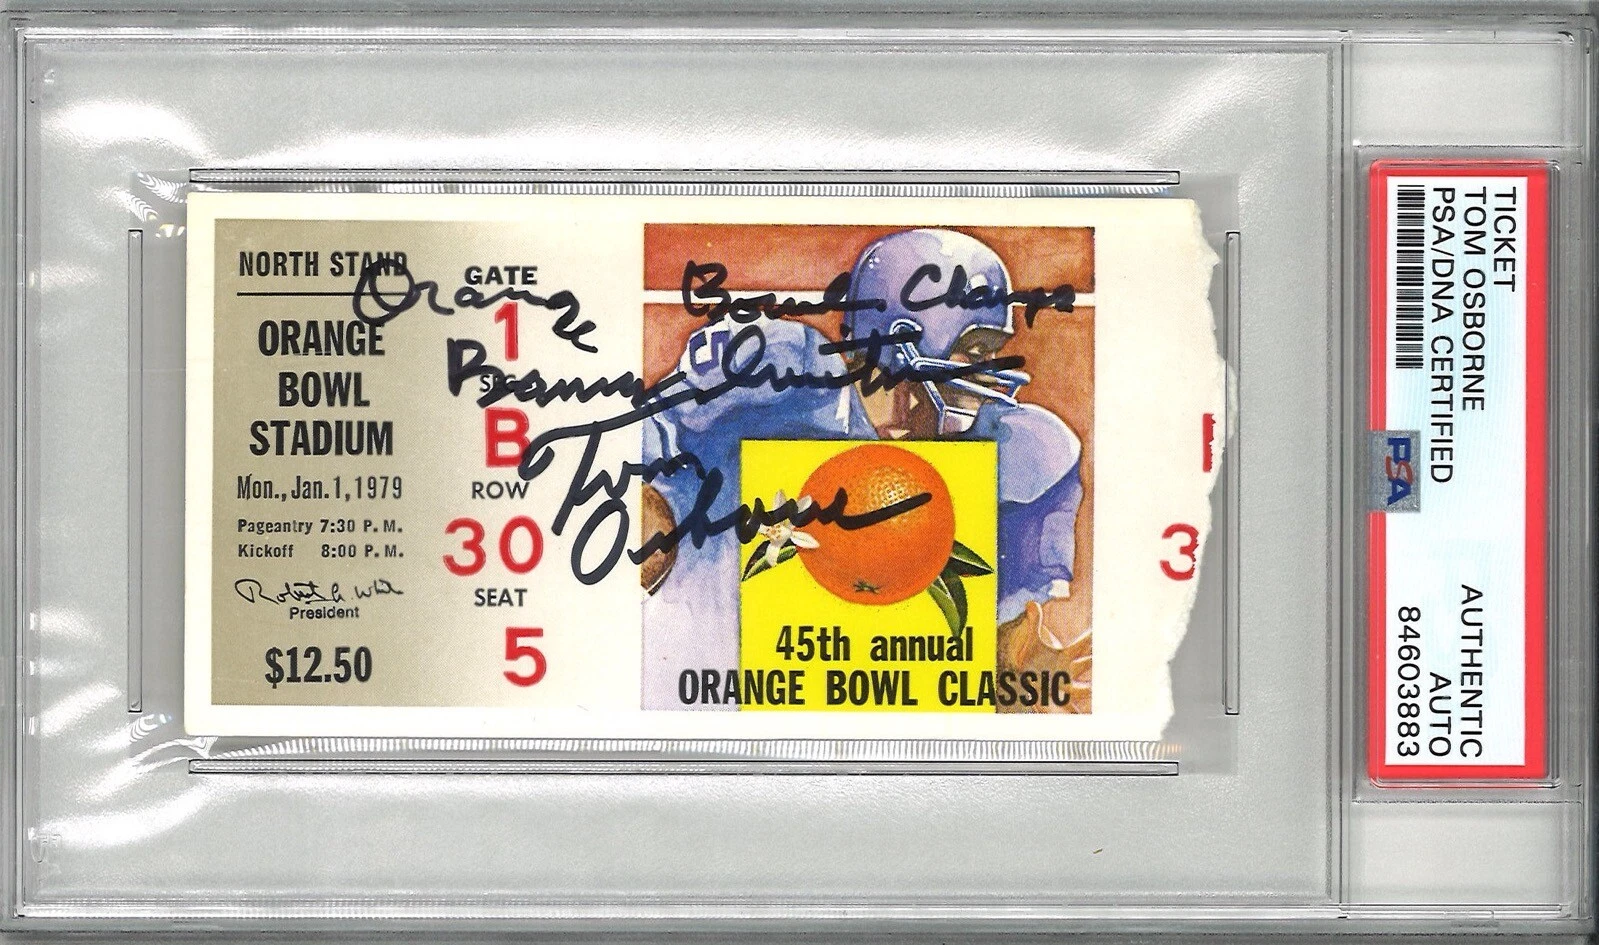 NORTH STAND
ORANGE
BOWL
STADIUM
Mon., Jan. 1, 1979
Pageantry 7:30 P. M.
Kickoff 8:00 P. M.
President
$12.50
GATE
1
SEC
B
ROW
30
SEAT
5
Orange Bowl Champs
Tom
Osborne
45th annual
ORANGE BOWL CLASSIC
1
3
TICKET
TOM OSBORNE
PSA/DNA CERTIFIED
PSA
AUTHENTIC
AUTO
84603883